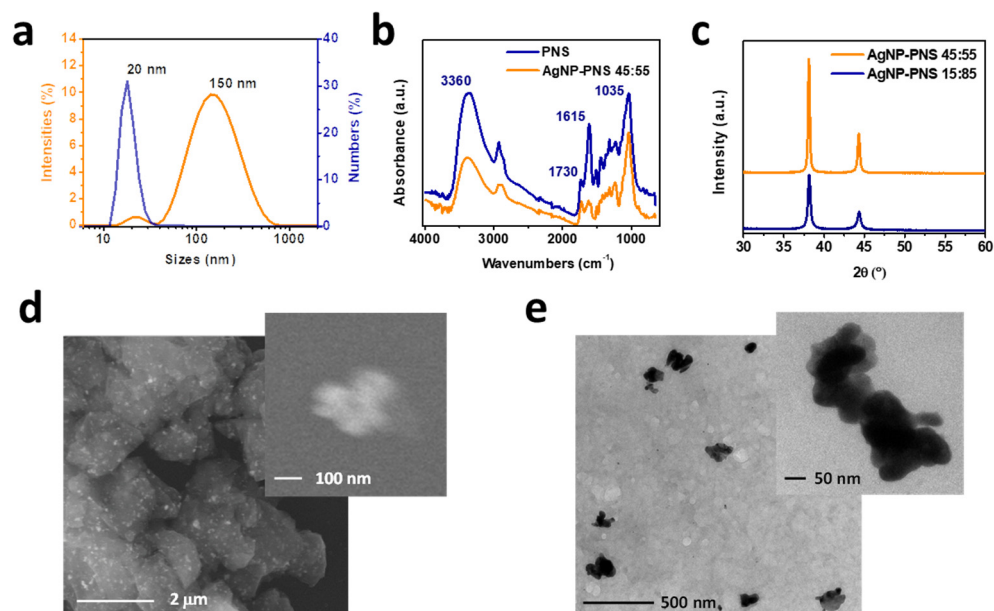 a
14
12
10
8
6
4
2
0
Intensities (%)
20 nm
150 nm
40
30
20
10
0
Numbers (%)
10
100
1000
Sizes (nm)
b
PNS
AgNP-PNS 45:55
3360
1615
1035
1730
Absorbance (a.u.)
4000
3000
2000
1000
Wavenumbers (cm⁻¹)
c
AgNP-PNS 45:55
AgNP-PNS 15:85
Intensity (a.u.)
30
35
40
45
50
55
60
2θ (º)
d
100 nm
2 µm
e
50 nm
500 nm